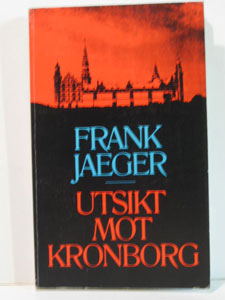 FRANK
JAEGER
UTSIKT
MOT
KRONBORG